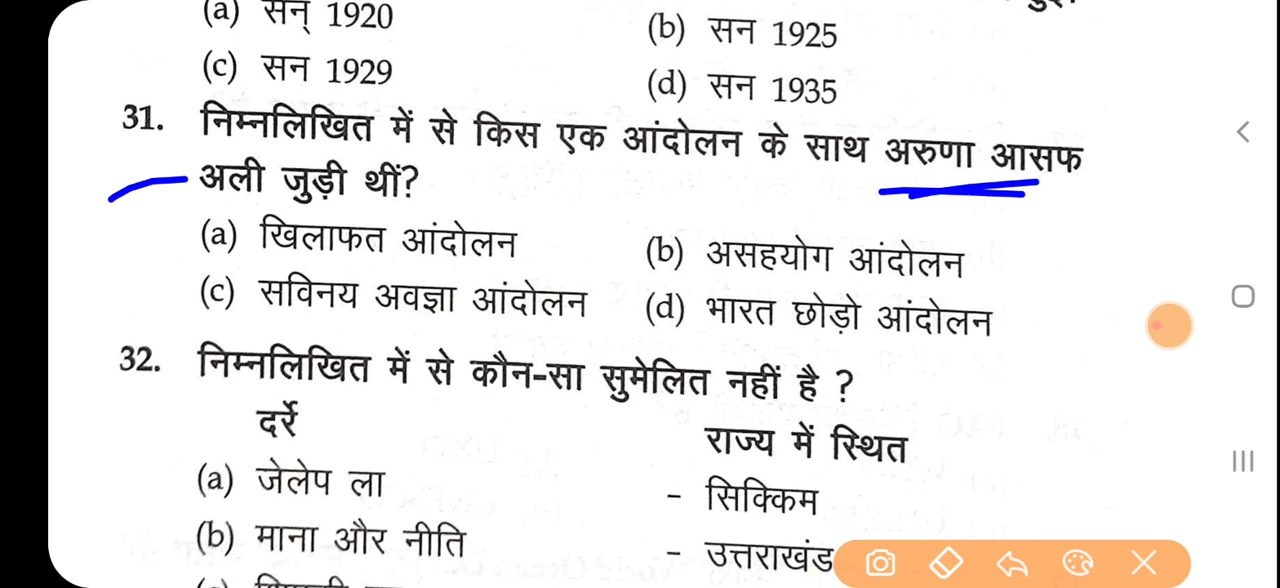 (a) सन् 1920
(b) सन 1925
(c) सन 1929
(d) सन 1935
31. निम्नलिखित में से किस एक आंदोलन के साथ अरुणा आसफ
अली जुड़ी थीं?
(a) खिलाफत आंदोलन
(b) असहयोग आंदोलन
(c) सविनय अवज्ञा आंदोलन
(d) भारत छोड़ो आंदोलन
32. निम्नलिखित में से कौन-सा सुमेलित नहीं है ?
दर्रे
राज्य में स्थित
(a) जेलेप ला
- सिक्किम
(b) माना और नीति
- उत्तराखंड